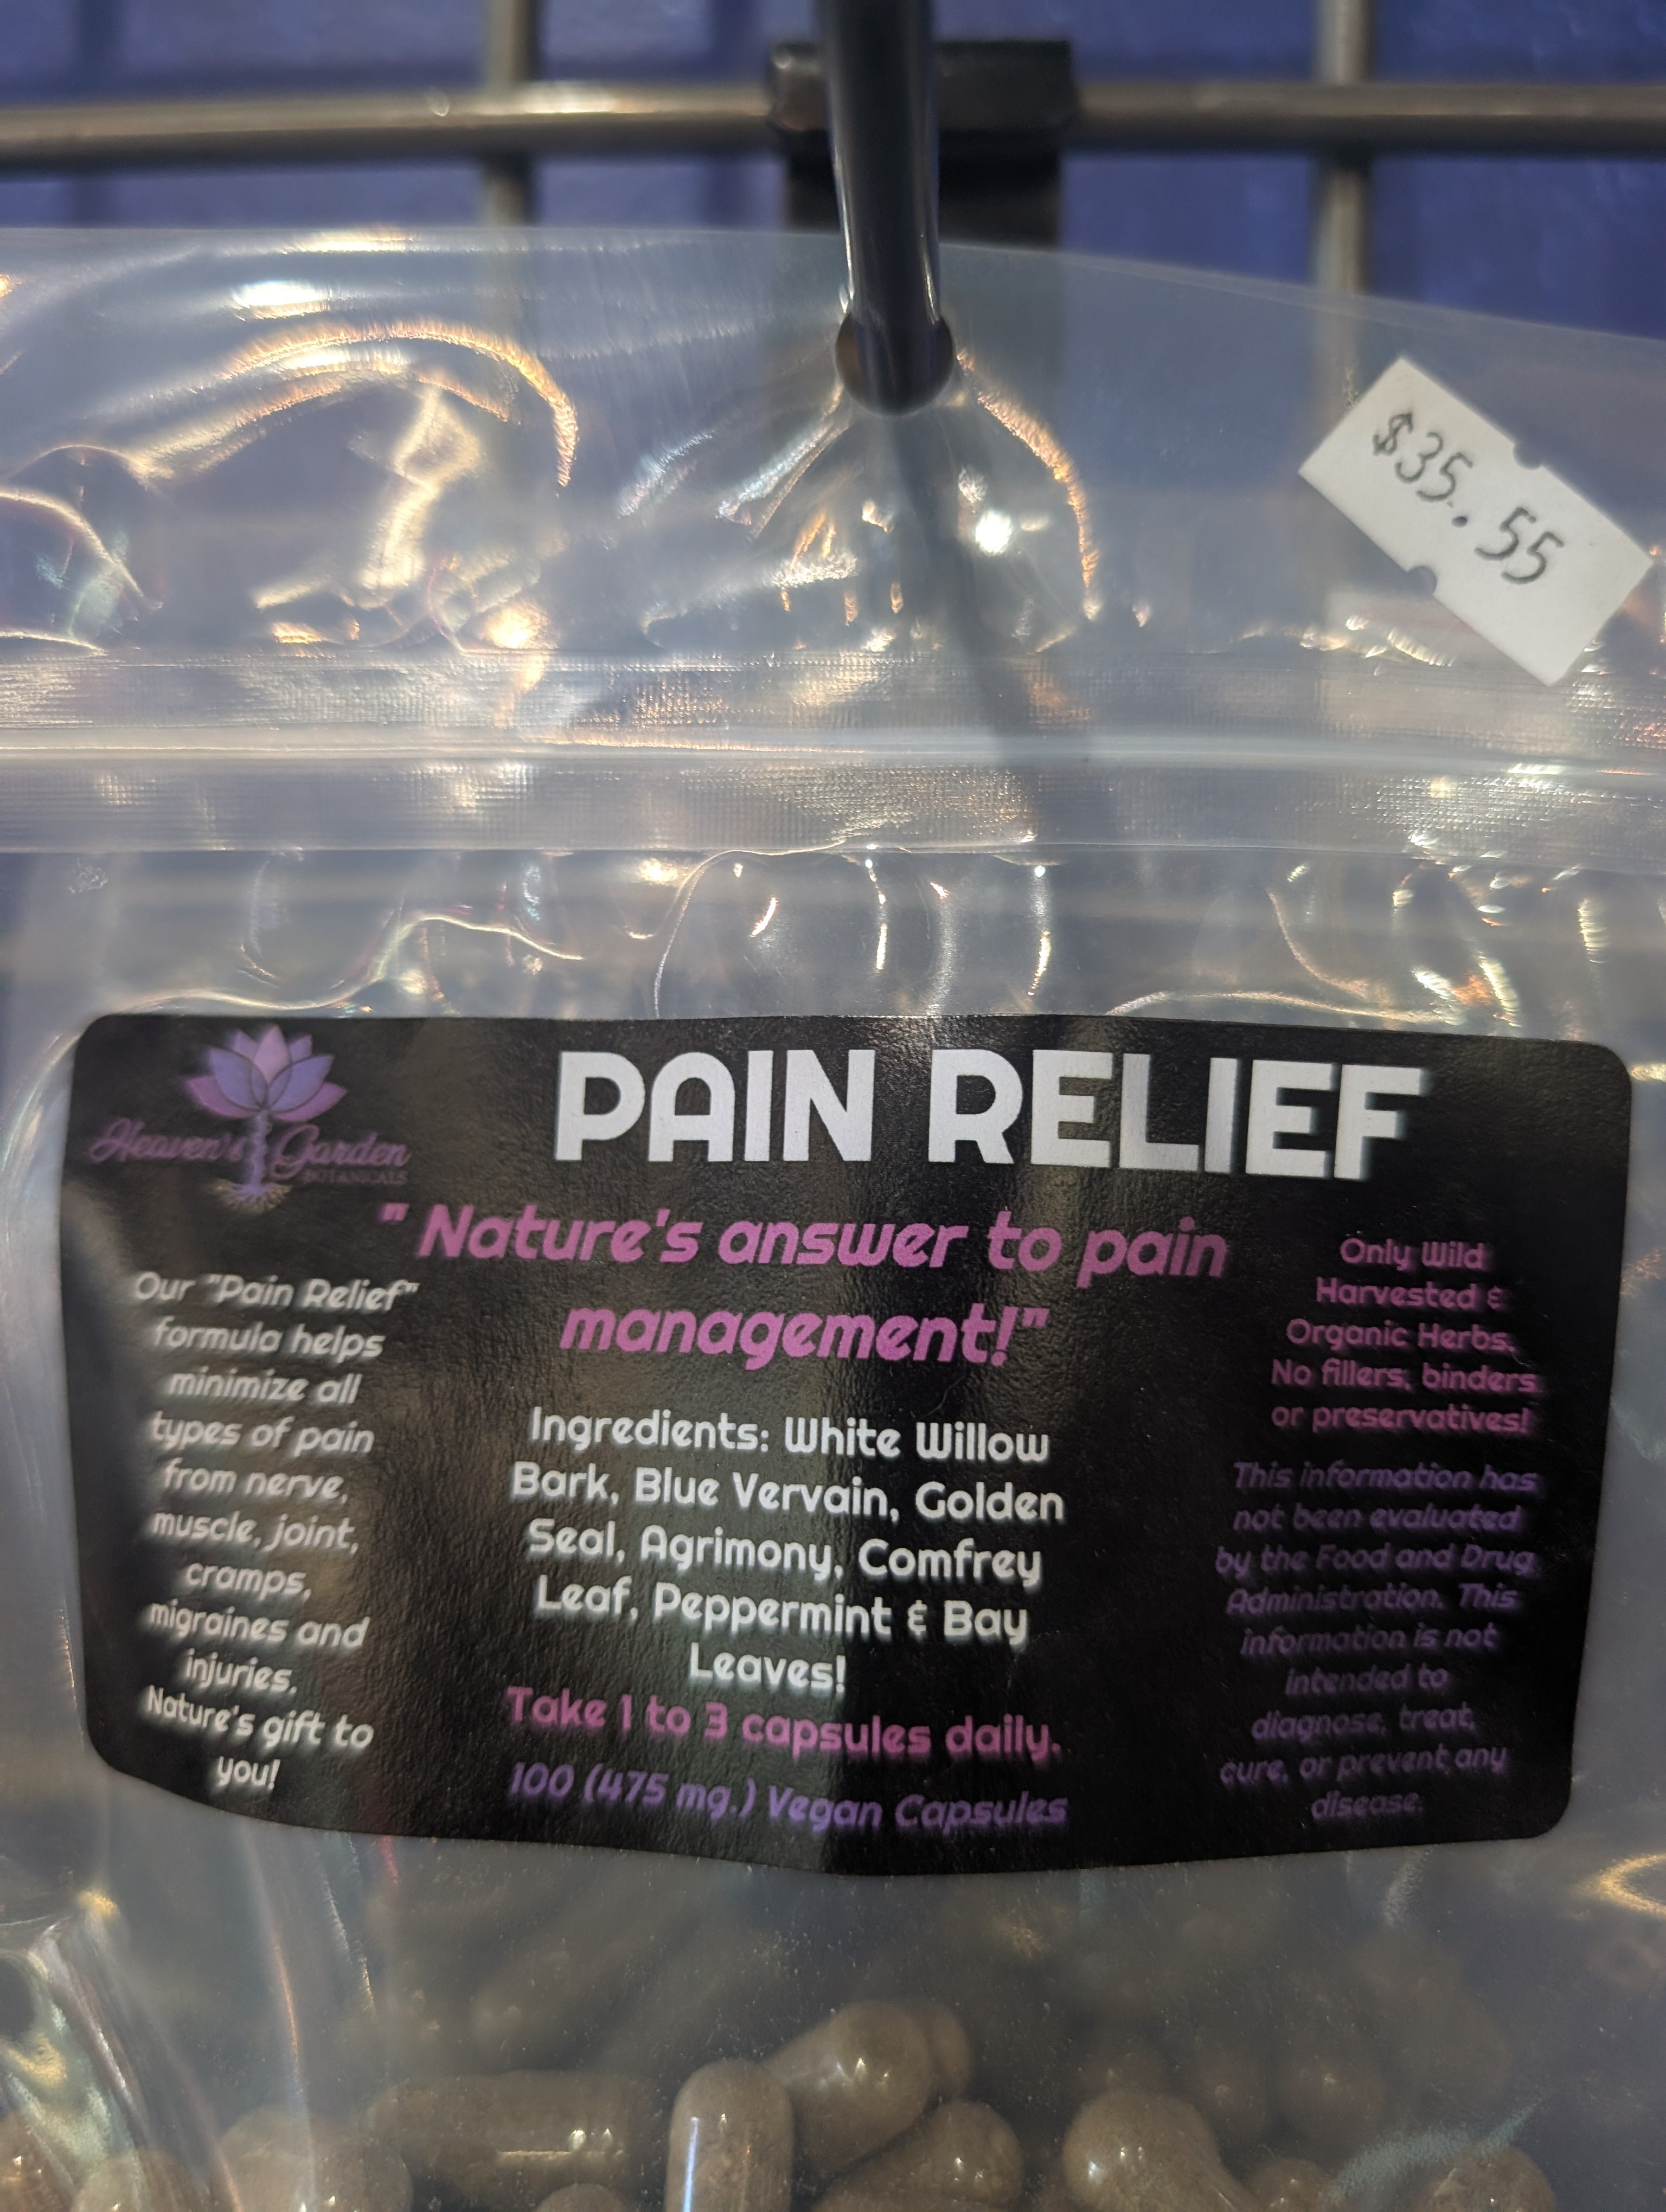 $35.55
Heaven's Garden
BOTANICALS
PAIN RELIEF
" Nature's answer to pain
management!"
Our "Pain Relief"
formula helps
minimize all
types of pain
from nerve,
muscle, joint,
cramps,
migraines and
injuries.
Nature's gift to
you!
Ingredients: White Willow
Bark, Blue Vervain, Golden
Seal, Agrimony, Comfrey
Leaf, Peppermint & Bay
Leaves!
Take 1 to 3 capsules daily.
100 (475 mg.) Vegan Capsules
Only Wild
Harvested &
Organic Herbs.
No fillers, binders
or preservatives!
This information has
not been evaluated
by the Food and Drug
Administration. This
information is not
intended to
diagnose, treat,
cure, or prevent any
disease.